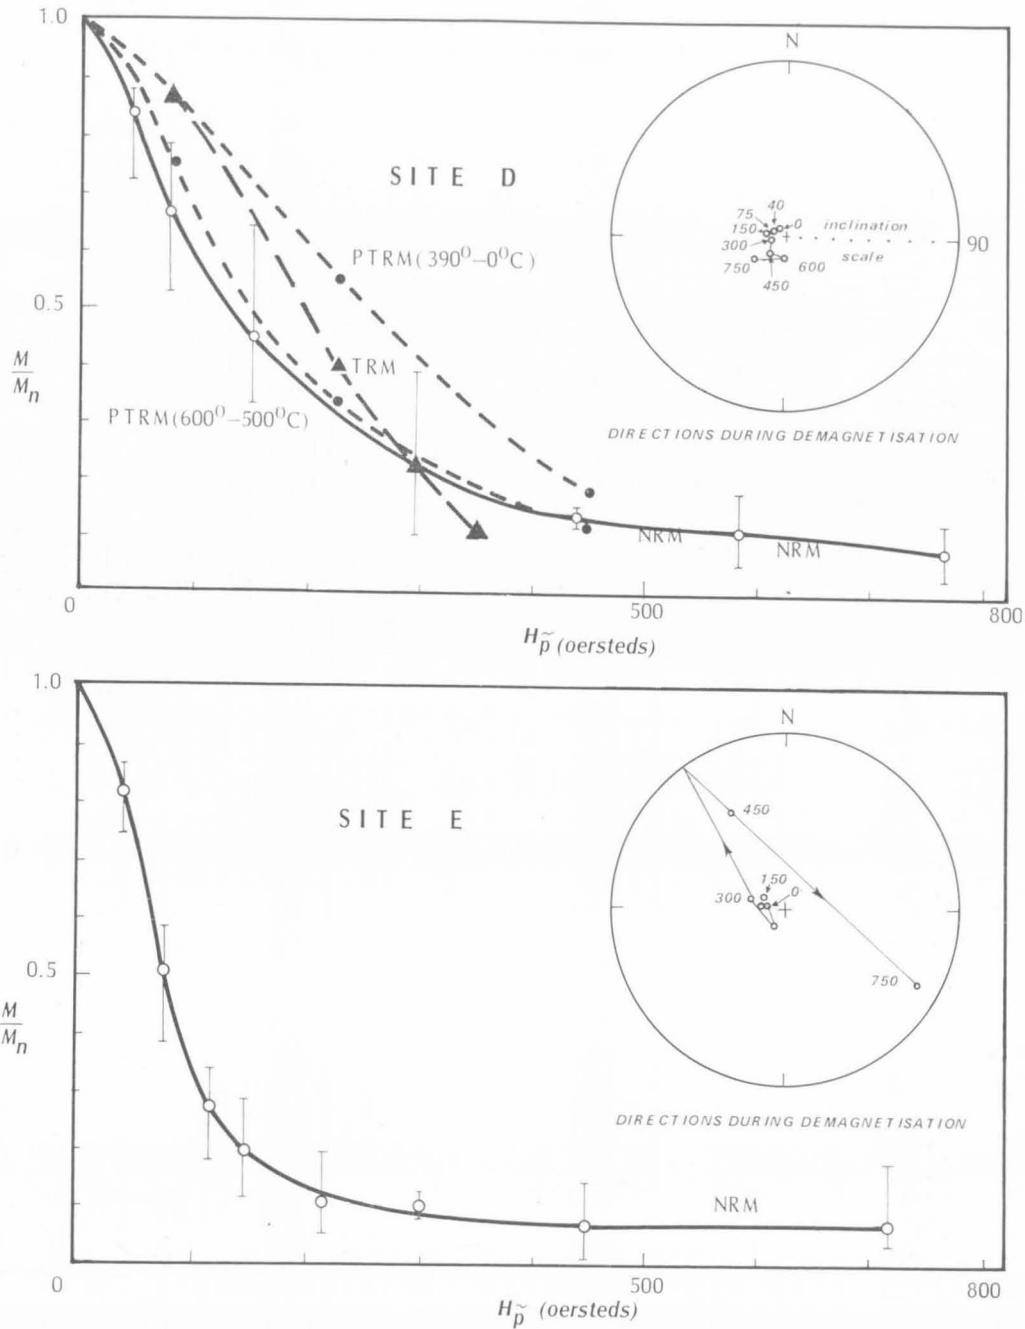 1.0
N
SITE D
40
75
0
150
inclination
300
90
PTRM(390⁰–0⁰C)
scale
750
600
450
0.5
M
Mn
TRM
PTRM(600⁰–500⁰C)
DIRECTIONS DURING DEMAGNETISATION
NRM
NRM
0
500
800
Hp̃ (oersteds)
1.0
N
SITE E
450
150
300
0
750
0.5
M
Mn
DIRECTIONS DURING DEMAGNETISATION
NRM
0
500
800
Hp̃ (oersteds)